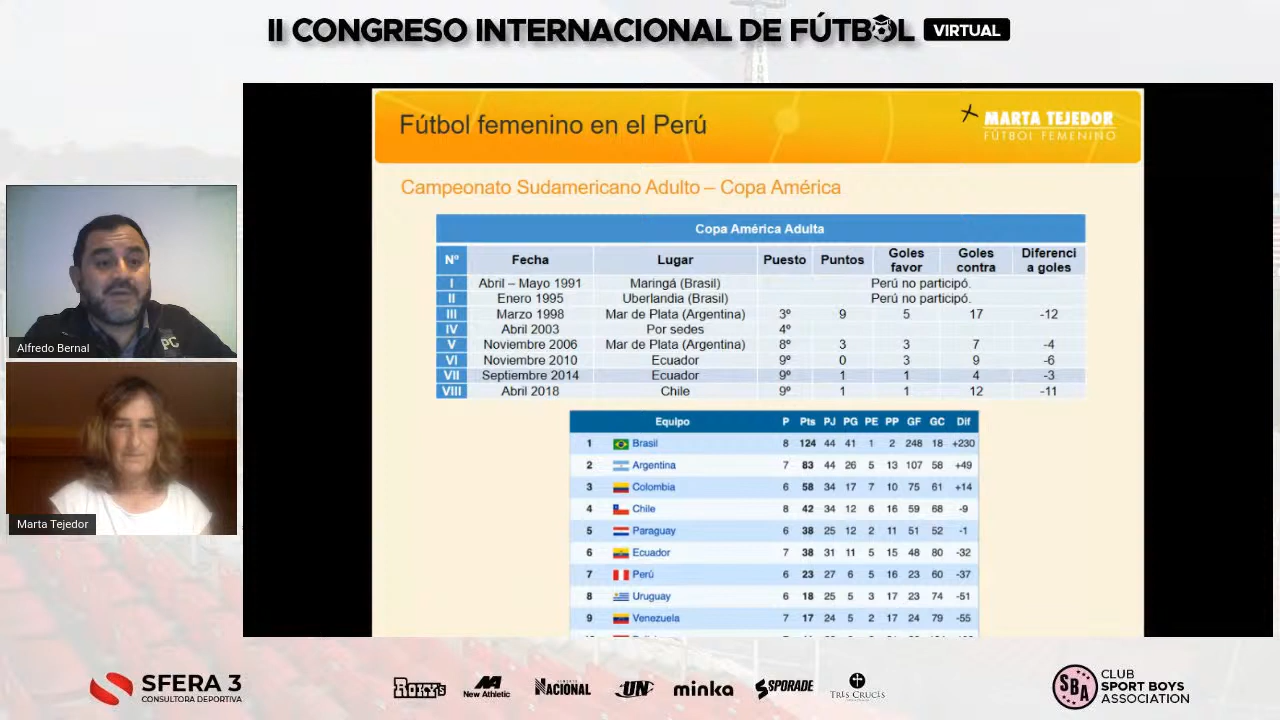 II CONGRESO INTERNACIONAL DE FÚTBOL VIRTUAL
Fútbol femenino en el Perú
MARTA TEJEDOR
FÚTBOL FEMENINO
Campeonato Sudamericano Adulto – Copa América
Copa América Adulta
Nº Fecha Lugar Puesto Puntos Goles favor Goles contra Diferenci a goles
I Abril – Mayo 1991 Maringá (Brasil) Perú no participó.
II Enero 1995 Uberlandia (Brasil) Perú no participó.
III Marzo 1998 Mar de Plata (Argentina) 3º 9 5 17 -12
IV Abril 2003 Por sedes 4º
V Noviembre 2006 Mar de Plata (Argentina) 8º 3 3 7 -4
VI Noviembre 2010 Ecuador 9º 0 3 9 -6
VII Septiembre 2014 Ecuador 9º 1 1 4 -3
VIII Abril 2018 Chile 9º 1 1 12 -11
Equipo P Pts PJ PG PE PP GF GC Dif
1 Brasil 8 124 44 41 1 2 248 18 +230
2 Argentina 7 83 44 26 5 13 107 58 +49
3 Colombia 6 58 34 17 7 10 75 61 +14
4 Chile 8 42 34 12 6 16 59 68 -9
5 Paraguay 6 38 25 12 2 11 51 52 -1
6 Ecuador 7 38 31 11 5 15 48 80 -32
7 Perú 6 23 27 6 5 16 23 60 -37
8 Uruguay 6 18 25 5 3 17 23 74 -51
9 Venezuela 7 17 24 5 2 17 24 79 -55
PC
Alfredo Bernal
Marta Tejedor
SFERA 3
CONSULTORA DEPORTIVA
ROXY's
New Athletic
NACIONAL
UN
minka
SPORADE
TRES CRUCES
SBA
CLUB
SPORT BOYS
ASSOCIATION